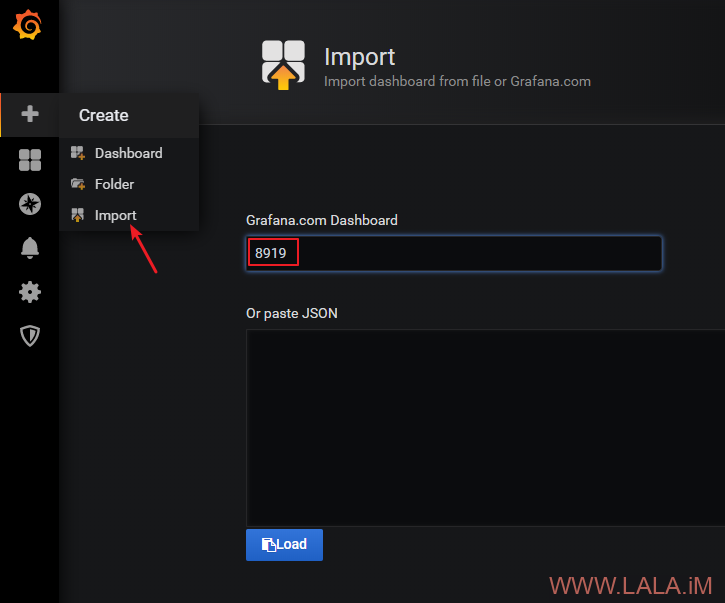 Import
Import dashboard from file or Grafana.com
Create
Dashboard
Folder
Import
Grafana.com Dashboard
8919
Or paste JSON
Load
WWW.LALA.iM